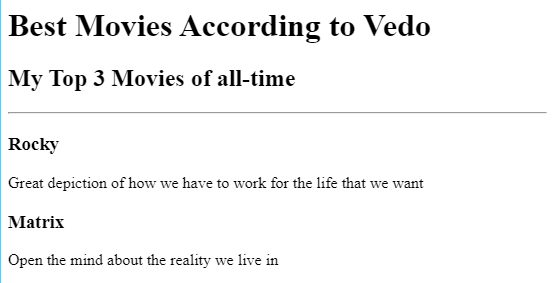 Best Movies According to Vedo
My Top 3 Movies of all-time
Rocky
Great depiction of how we have to work for the life that we want
Matrix
Open the mind about the reality we live in